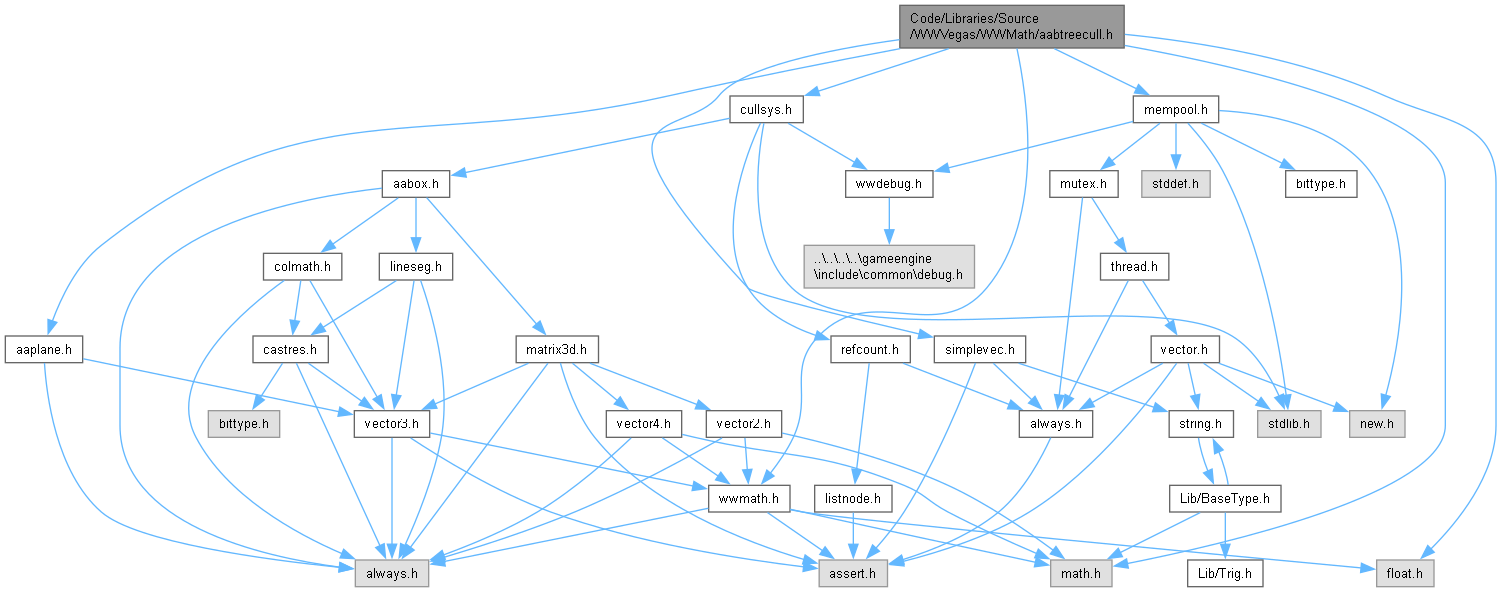 Code/Libraries/Source
/WWVegas/WWMath/aabtreecull.h
cullsys.h
mempool.h
aabox.h
wwdebug.h
mutex.h
stddef.h
bittype.h
colmath.h
lineseg.h
..\..\..\..\gameengine
\include\common\debug.h
thread.h
aaplane.h
castres.h
matrix3d.h
refcount.h
simplevec.h
vector.h
bittype.h
vector3.h
vector4.h
vector2.h
always.h
string.h
stdlib.h
new.h
wwmath.h
listnode.h
Lib/BaseType.h
always.h
assert.h
math.h
Lib/Trig.h
float.h